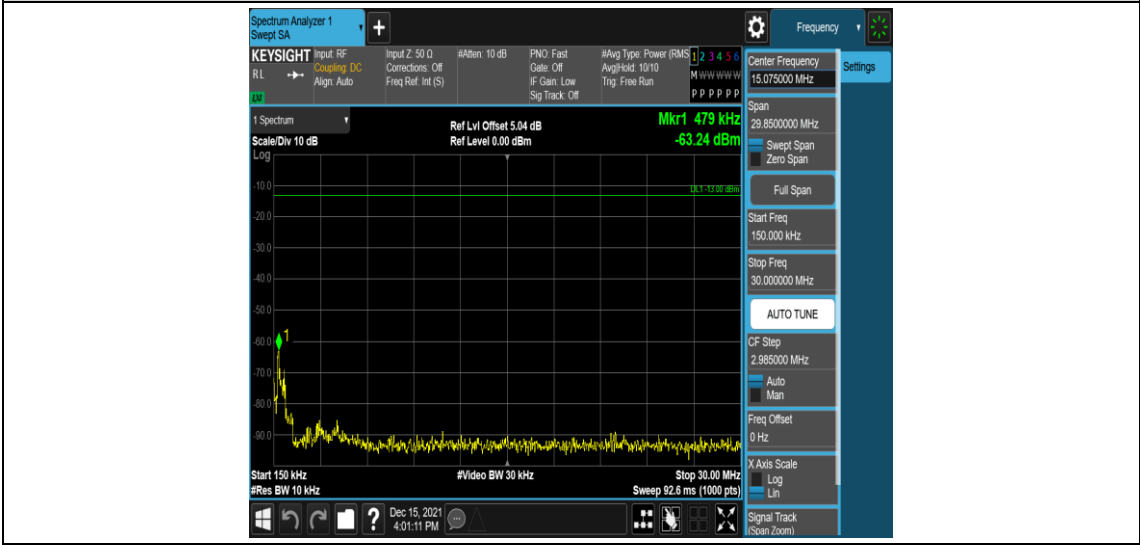 Spectrum Analyzer 1
Swept SA
+
Frequency
KEYSIGHT
RL
LM
Input: RF
Coupling: DC
Align: Auto
Input Z: 50 Ω
Corrections: Off
Freq Ref: Int (S)
#Atten: 10 dB
PNO: Fast
Gate: Off
IF Gain: Low
Sig Track: Off
#Avg Type: Power (RMS
Avg|Hold: 10/10
Trig: Free Run
1 2 3 4 5 6
M W W W W W
P P P P P P
1 Spectrum
Scale/Div 10 dB
Log
Ref Lvl Offset 5.04 dB
Ref Level 0.00 dBm
Mkr1 479 kHz
-63.24 dBm
DL1 -13.00 dBm
-10.0
-20.0
-30.0
-40.0
-50.0
-60.0
-70.0
-80.0
-90.0
1
Start 150 kHz
#Res BW 10 kHz
#Video BW 30 kHz
Stop 30.00 MHz
Sweep 92.6 ms (1000 pts)
?
Dec 15, 2021
4:01:11 PM
Center Frequency
15.075000 MHz
Span
29.8500000 MHz
Swept Span
Zero Span
Full Span
Start Freq
150.000 kHz
Stop Freq
30.000000 MHz
AUTO TUNE
CF Step
2.985000 MHz
Auto
Man
Freq Offset
0 Hz
X Axis Scale
Log
Lin
Signal Track
(Span Zoom)
Settings